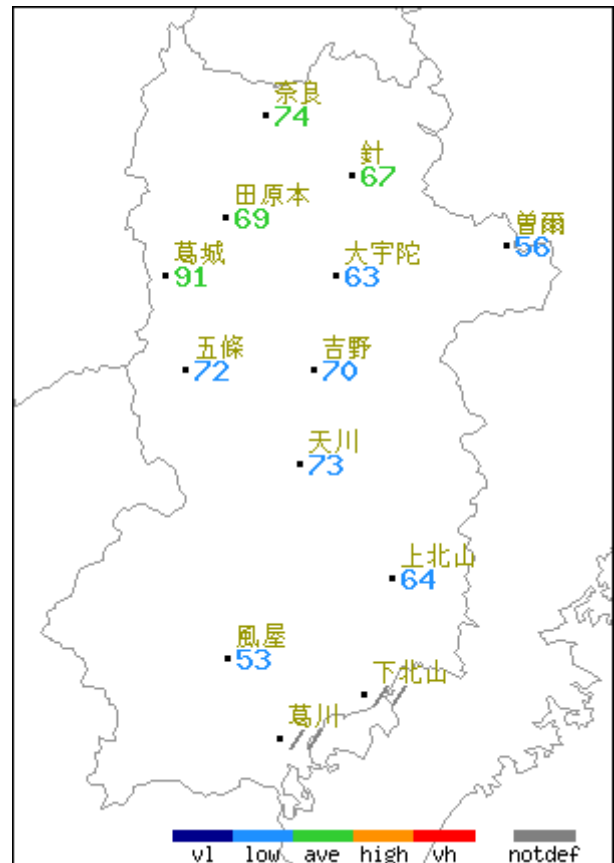 奈良
74
針
67
田原本
69
曽爾
56
葛城
91
大宇陀
63
五條
72
吉野
70
天川
73
上北山
64
風屋
53
下北山
//
葛川
//
vl low ave high vh notdef